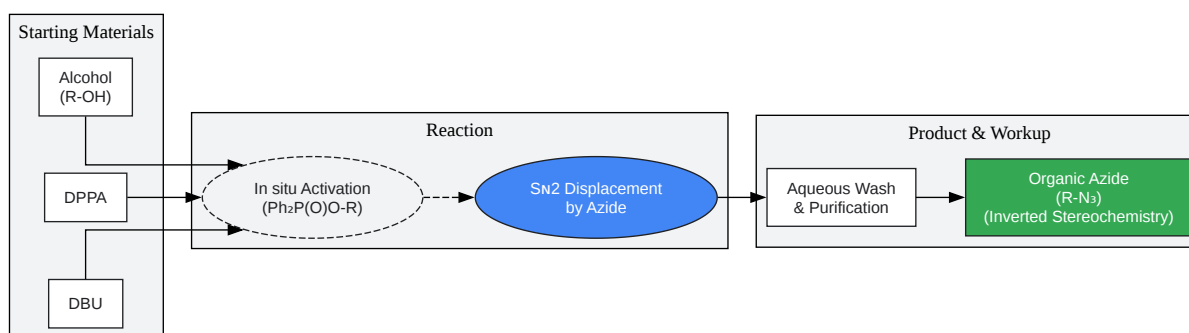 Starting Materials
Alcohol
(R-OH)
DPPA
DBU
Reaction
In situ Activation
(Ph₂P(O)O-R)
Sɴ2 Displacement
by Azide
Product & Workup
Aqueous Wash
& Purification
Organic Azide
(R-N₃)
(Inverted Stereochemistry)